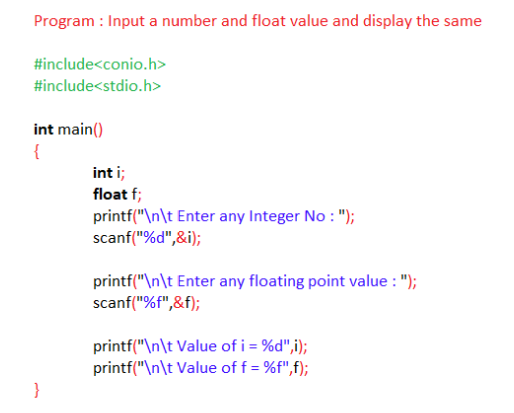 Program : Input a number and float value and display the same
#include<conio.h>
#include<stdio.h>
int main()
{
int i;
float f;
printf("\n\t Enter any Integer No : ");
scanf("%d",&i);
printf("\n\t Enter any floating point value : ");
scanf("%f",&f);
printf("\n\t Value of i = %d",i);
printf("\n\t Value of f = %f",f);
}